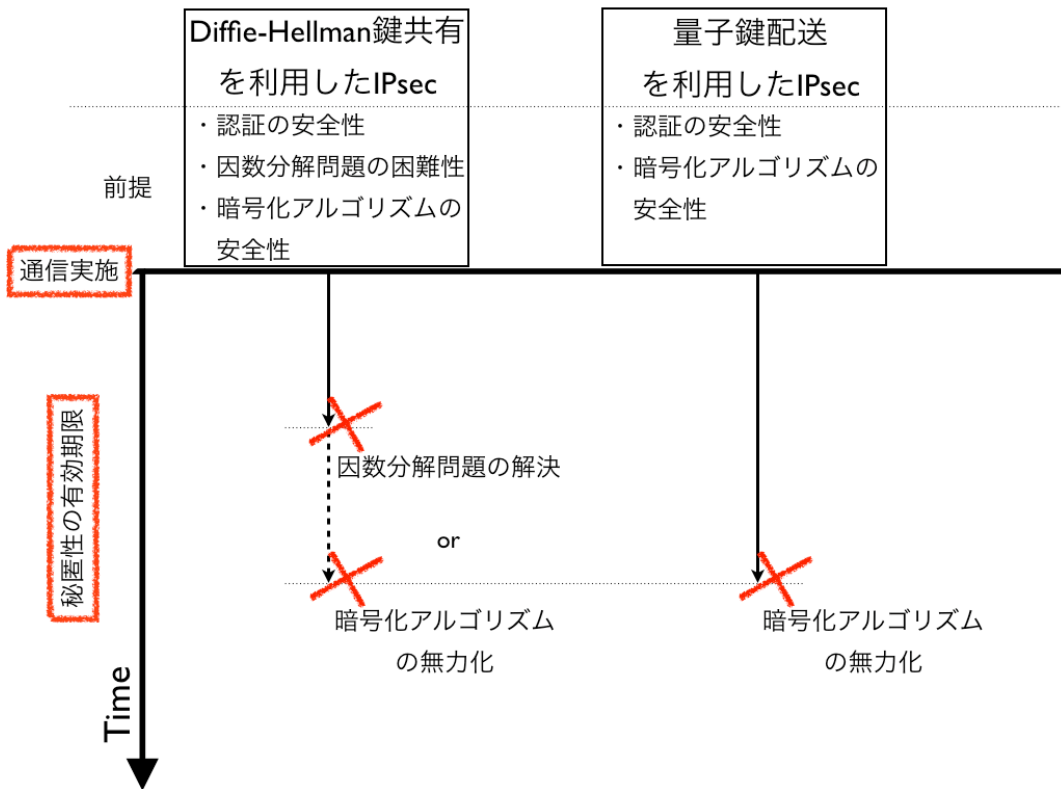 Diffie-Hellman鍵共有
を利用したIPsec
・認証の安全性
・因数分解問題の困難性
・暗号化アルゴリズムの
安全性
量子鍵配送
を利用したIPsec
・認証の安全性
・暗号化アルゴリズムの
安全性
前提
通信実施
秘匿性の有効期限
因数分解問題の解決
or
暗号化アルゴリズム
の無力化
暗号化アルゴリズム
の無力化
Time